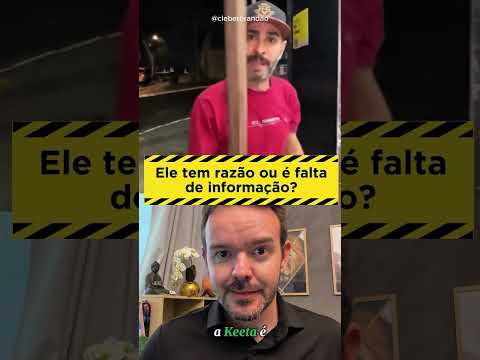 @cleberbrandao
Ele tem razão ou é falta
de informação?
a Keeta é